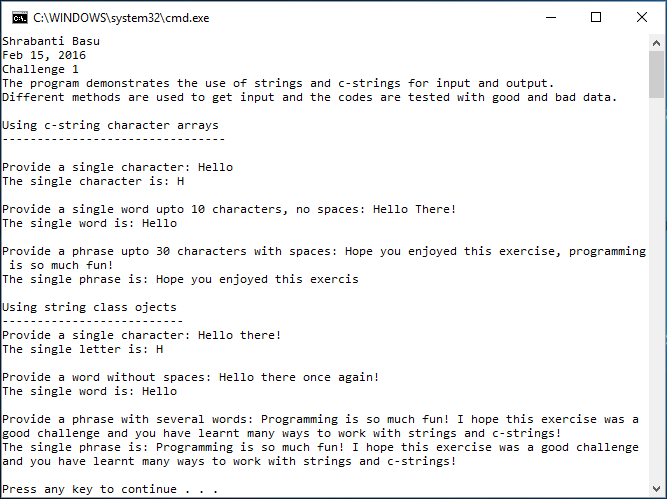 C:\WINDOWS\system32\cmd.exe
Shrabanti Basu
Feb 15, 2016
Challenge 1
The program demonstrates the use of strings and c-strings for input and output.
Different methods are used to get input and the codes are tested with good and bad data.
Using c-string character arrays
--------------------------------
Provide a single character: Hello
The single character is: H
Provide a single word upto 10 characters, no spaces: Hello There!
The single word is: Hello
Provide a phrase upto 30 characters with spaces: Hope you enjoyed this exercise, programming
 is so much fun!
The single phrase is: Hope you enjoyed this exercis
Using string class ojects
--------------------------
Provide a single character: Hello there!
The single letter is: H
Provide a word without spaces: Hello there once again!
The single word is: Hello
Provide a phrase with several words: Programming is so much fun! I hope this exercise was a
good challenge and you have learnt many ways to work with strings and c-strings!
The single phrase is: Programming is so much fun! I hope this exercise was a good challenge
and you have learnt many ways to work with strings and c-strings!
Press any key to continue . . .